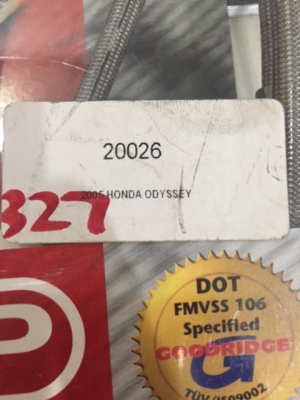 20026
2005 HONDA ODYSSEY
327
DOT
FMVSS 106
Specified
GOODRIDGE
G